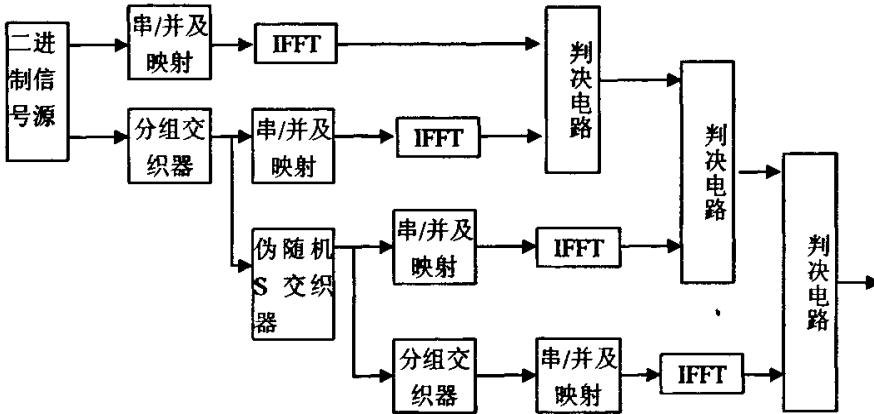 二进
制信
号源
串/并及
映射
IFFT
判决电路
分组交
织器
串/并及
映射
IFFT
判决电路
伪随机
S 交织
器
串/并及
映射
IFFT
判决电路
分组交
织器
串/并及
映射
IFFT